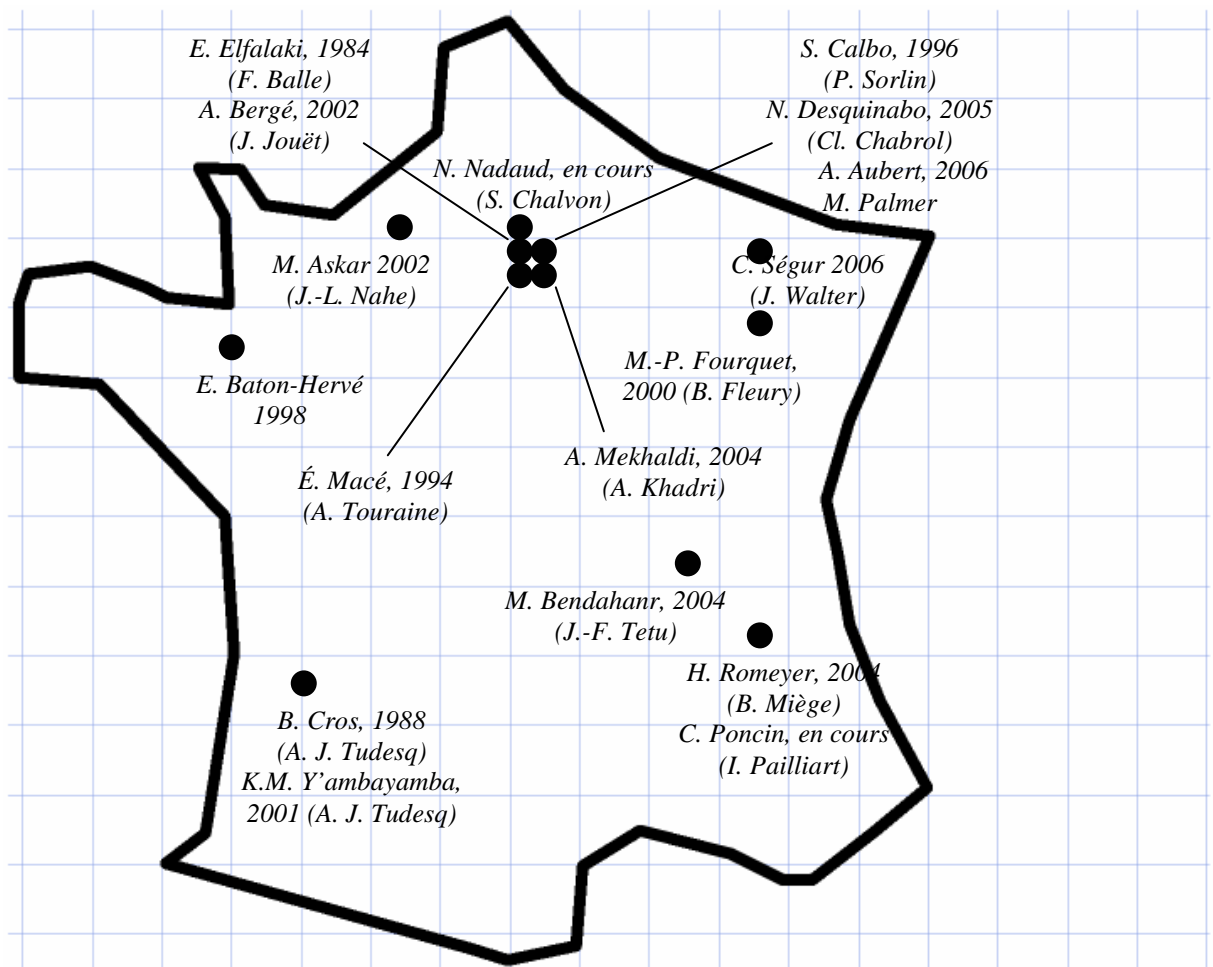 E. Elfalaki, 1984
(F. Balle)
A. Bergé, 2002
(J. Jouët)
S. Calbo, 1996
(P. Sorlin)
N. Desquinabo, 2005
(Cl. Chabrol)
A. Aubert, 2006
M. Palmer
N. Nadaud, en cours
(S. Chalvon)
M. Askar 2002
(J.-L. Nahe)
C. Ségur 2006
(J. Walter)
E. Baton-Hervé
1998
M.-P. Fourquet,
2000 (B. Fleury)
É. Macé, 1994
(A. Touraine)
A. Mekhaldi, 2004
(A. Khadri)
M. Bendahanr, 2004
(J.-F. Tetu)
H. Romeyer, 2004
(B. Miège)
C. Poncin, en cours
(I. Pailliart)
B. Cros, 1988
(A. J. Tudesq)
K.M. Y’ambayamba,
2001 (A. J. Tudesq)